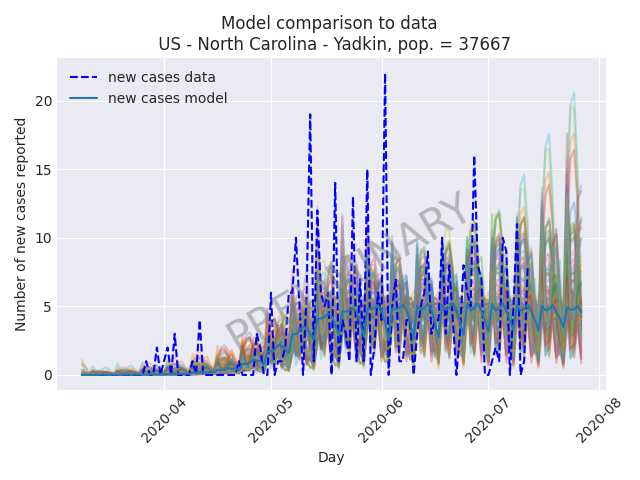 Model comparison to data
US - North Carolina - Yadkin, pop. = 37667
new cases data
new cases model
PRELIMINARY
Number of new cases reported
20
15
10
5
0
2020-04
2020-05
2020-06
2020-07
2020-08
Day